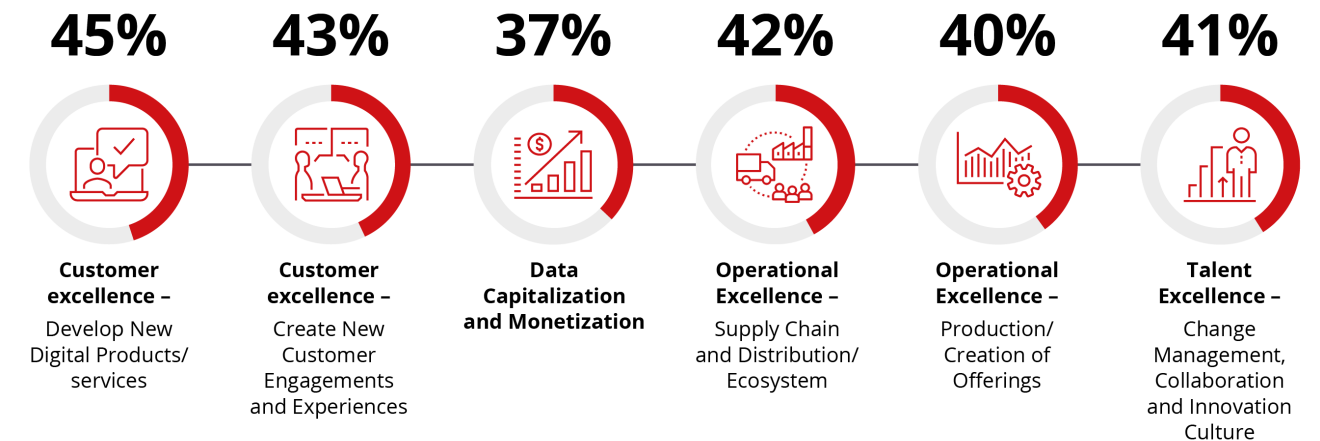 45%
43%
37%
42%
40%
41%
$
Customer
excellence –
Develop New
Digital Products/
services
Customer
excellence –
Create New
Customer
Engagements
and Experiences
Data
Capitalization
and Monetization
Operational
Excellence –
Supply Chain
and Distribution/
Ecosystem
Operational
Excellence –
Production/
Creation of
Offerings
Talent
Excellence –
Change
Management,
Collaboration
and Innovation
Culture